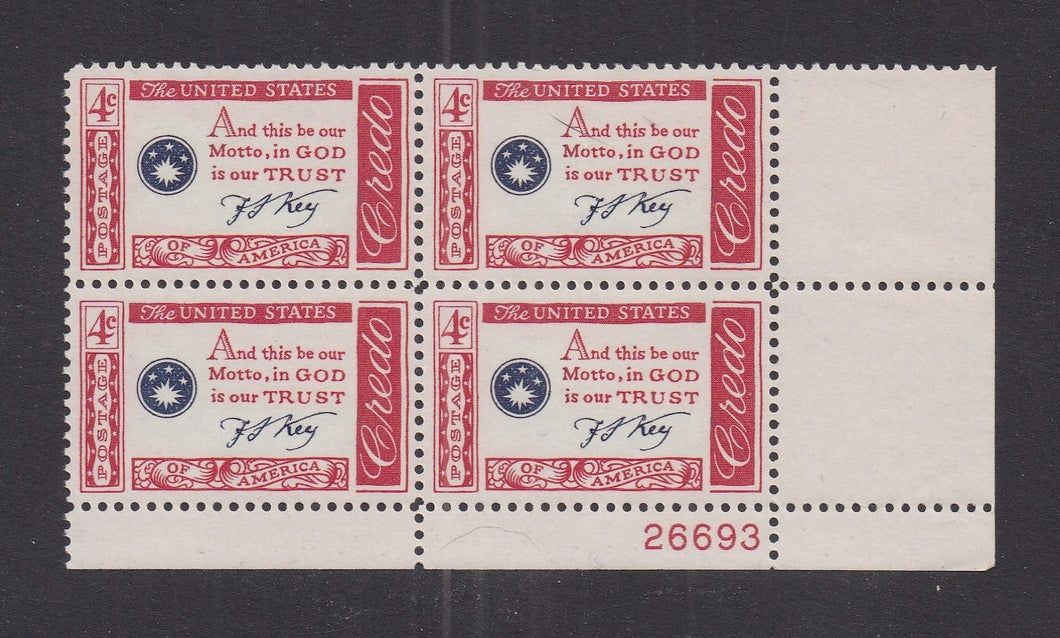 4c The UNITED STATES
POSTAGE
And this be our
Motto, in GOD
is our TRUST
F S Key
OF AMERICA
Credo
4c The UNITED STATES
POSTAGE
And this be our
Motto, in GOD
is our TRUST
F S Key
OF AMERICA
Credo
4c The UNITED STATES
POSTAGE
And this be our
Motto, in GOD
is our TRUST
F S Key
OF AMERICA
Credo
4c The UNITED STATES
POSTAGE
And this be our
Motto, in GOD
is our TRUST
F S Key
OF AMERICA
Credo
26693